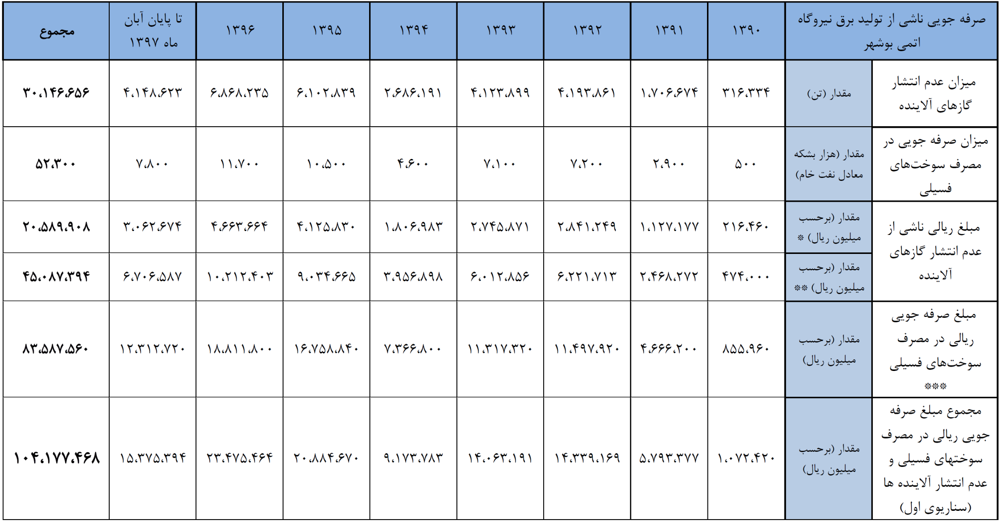 صرفه جویی ناشی از تولید برق نیروگاه
اتمی بوشهر
۱۳۹۰
۱۳۹۱
۱۳۹۲
۱۳۹۳
۱۳۹۴
۱۳۹۵
۱۳۹۶
تا پایان آبان
ماه ۱۳۹۷
مجموع
میزان عدم انتشار
گازهای آلاینده
مقدار (تن)
۳۱۶،۳۳۴
۱،۷۰۶،۶۷۴
۴،۱۹۳،۸۶۱
۴،۱۲۳،۸۹۹
۲،۶۸۶،۱۹۱
۶،۱۰۲،۸۳۹
۶،۸۶۸،۲۳۵
۴،۱۴۸،۶۲۳
۳۰،۱۴۶،۶۵۶
میزان صرفه جویی در
مصرف سوخت‌های
فسیلی
مقدار (هزار بشکه
معادل نفت خام)
۵۰۰
۲،۹۰۰
۷،۲۰۰
۷،۱۰۰
۴،۶۰۰
۱۰،۵۰۰
۱۱،۷۰۰
۷،۸۰۰
۵۲،۳۰۰
مبلغ ریالی ناشی از
عدم انتشار گازهای
آلاینده
مقدار (برحسب
میلیون ریال) *
۲۱۶،۴۶۰
۱،۱۲۷،۱۷۷
۲،۸۴۱،۲۴۹
۲،۷۴۵،۸۷۱
۱،۸۰۶،۹۸۳
۴،۱۲۵،۸۳۰
۴،۶۶۳،۶۶۴
۳،۰۶۲،۶۷۴
۲۰،۵۸۹،۹۰۸
مقدار (برحسب
میلیون ریال) **
۴۷۴،۰۰۰
۲،۴۶۸،۲۷۲
۶،۲۲۱،۷۱۳
۶،۰۱۲،۸۵۶
۳،۹۵۶،۸۹۸
۹،۰۳۴،۶۶۵
۱۰،۲۱۲،۴۰۳
۶،۷۰۶،۵۸۷
۴۵،۰۸۷،۳۹۴
مبلغ صرفه جویی
ریالی در مصرف
سوخت‌های فسیلی
***
مقدار (برحسب
میلیون ریال)
۸۵۵،۹۶۰
۴،۶۶۶،۲۰۰
۱۱،۴۹۷،۹۲۰
۱۱،۳۱۷،۳۲۰
۷،۳۶۶،۸۰۰
۱۶،۷۵۸،۸۴۰
۱۸،۸۱۱،۸۰۰
۱۲،۳۱۲،۷۲۰
۸۳،۵۸۷،۵۶۰
مجموع مبلغ صرفه
جویی ریالی در مصرف
سوختهای فسیلی و
عدم انتشار آلاینده ها
(سناریوی اول)
مقدار (برحسب
میلیون ریال)
۱،۰۷۲،۴۲۰
۵،۷۹۳،۳۷۷
۱۴،۳۳۹،۱۶۹
۱۴،۰۶۳،۱۹۱
۹،۱۷۳،۷۸۳
۲۰،۸۸۴،۶۷۰
۲۳،۴۷۵،۴۶۴
۱۵،۳۷۵،۳۹۴
۱۰۴،۱۷۷،۴۶۸